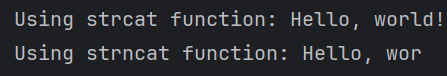 Using strcat function: Hello, world!
Using strncat function: Hello, wor